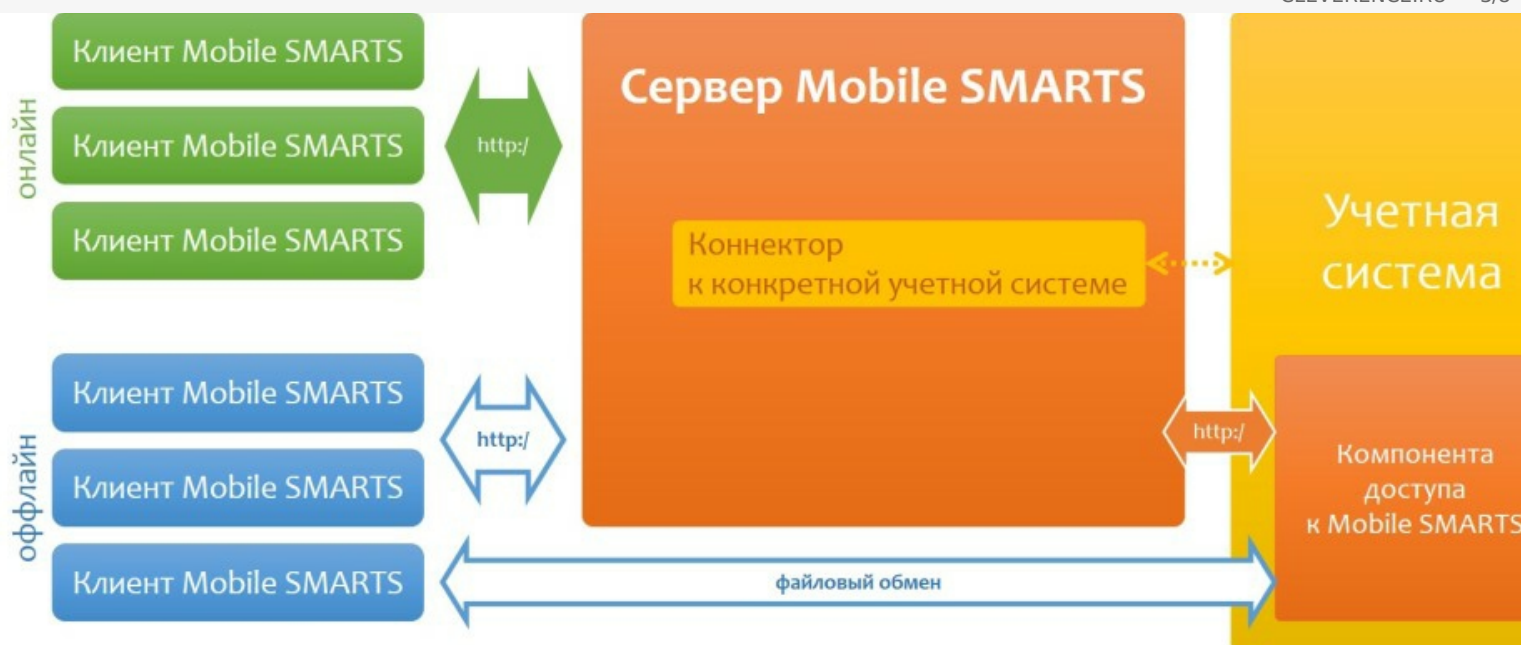 онлайн
Клиент Mobile SMARTS
Клиент Mobile SMARTS
Клиент Mobile SMARTS
http:/
Сервер Mobile SMARTS
Коннектор
к конкретной учетной системе
Учетная
система
оффлайн
Клиент Mobile SMARTS
Клиент Mobile SMARTS
Клиент Mobile SMARTS
http:/
http:/
Компонента
доступа
к Mobile SMARTS
файловый обмен